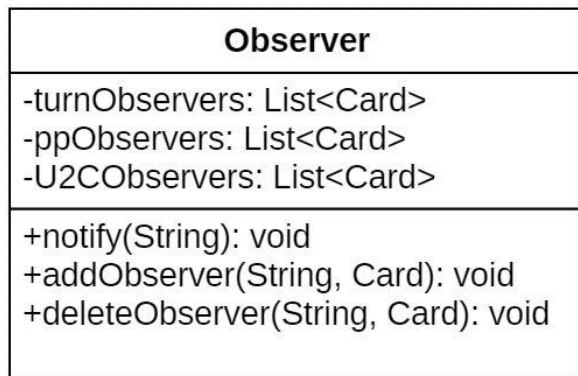 Observer
-turnObservers: List<Card>
-ppObservers: List<Card>
-U2CObservers: List<Card>
+notify(String): void
+addObserver(String, Card): void
+deleteObserver(String, Card): void